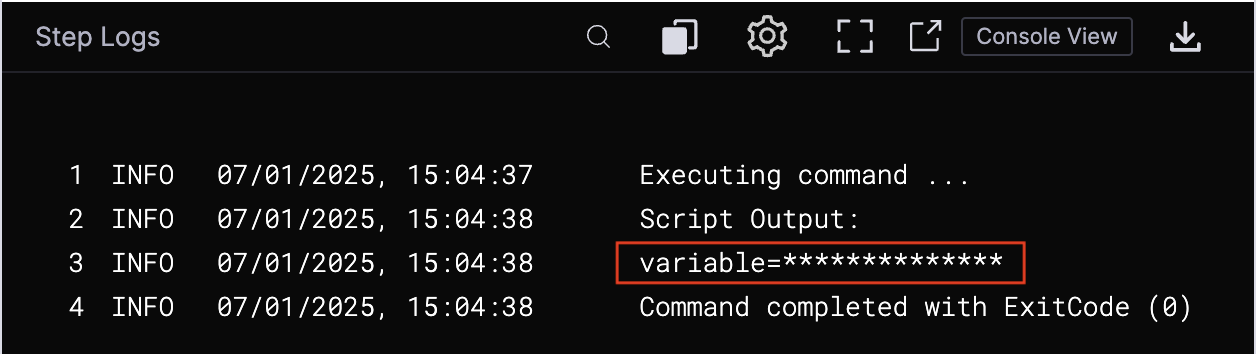 Step Logs Console View
1 INFO 07/01/2025, 15:04:37 Executing command ...
2 INFO 07/01/2025, 15:04:38 Script Output:
3 INFO 07/01/2025, 15:04:38 variable=**************
4 INFO 07/01/2025, 15:04:38 Command completed with ExitCode (0)